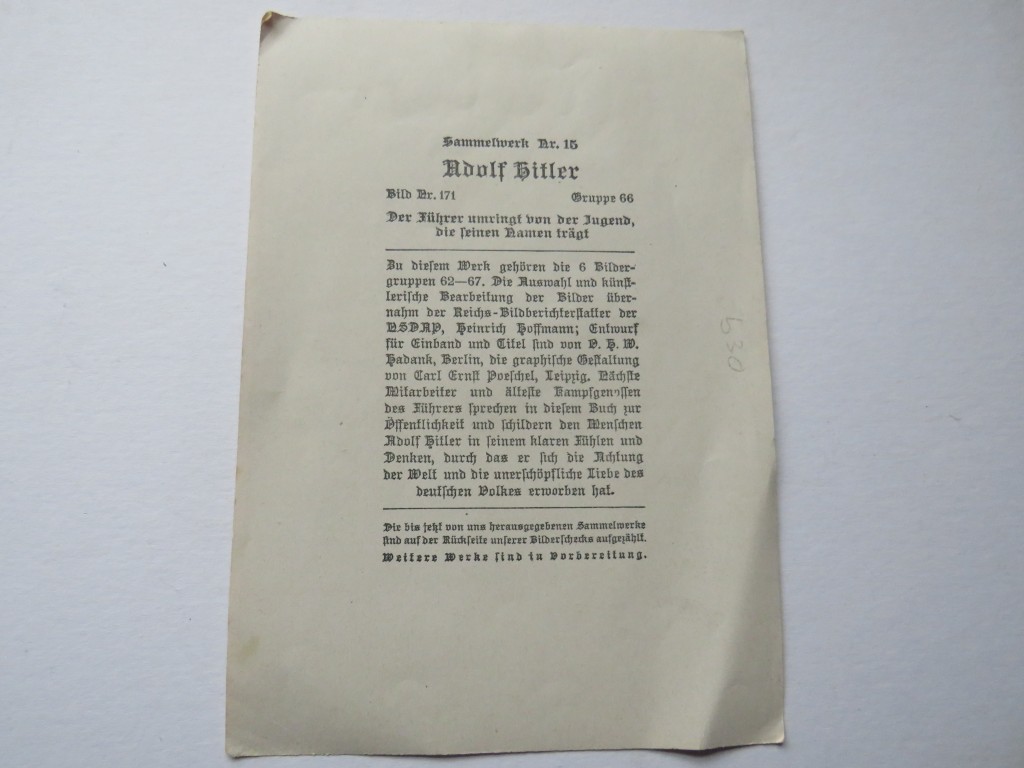 Sammelwerk Nr. 15
Adolf Hitler
Bild Nr. 171 Gruppe 66
Der Führer umringt von der Jugend,
die seinen Namen trägt
Zu diesem Werk gehören die 6 Bilder-
gruppen 62—67. Die Auswahl und künst-
lerische Bearbeitung der Bilder über-
nahm der Reichs-Bildberichterstatter der
NSDAP, Heinrich Hoffmann; Entwurf
für Einband und Titel sind von O. H. W.
Hadank, Berlin, die graphische Gestaltung
von Carl Ernst Poeschel, Leipzig. Nächste
Mitarbeiter und älteste Kampfgenossen
des Führers sprechen in diesem Buch zur
Öffentlichkeit und schildern den Menschen
Adolf Hitler in seinem klaren Fühlen und
Denken, durch das er sich die Achtung
der Welt und die unerschöpfliche Liebe des
deutschen Volkes erworben hat.
Die bis jetzt von uns herausgegebenen Sammelwerke
sind auf der Rückseite unserer Bilderschecks aufgezählt.
Weitere Werke sind in Vorbereitung.
630